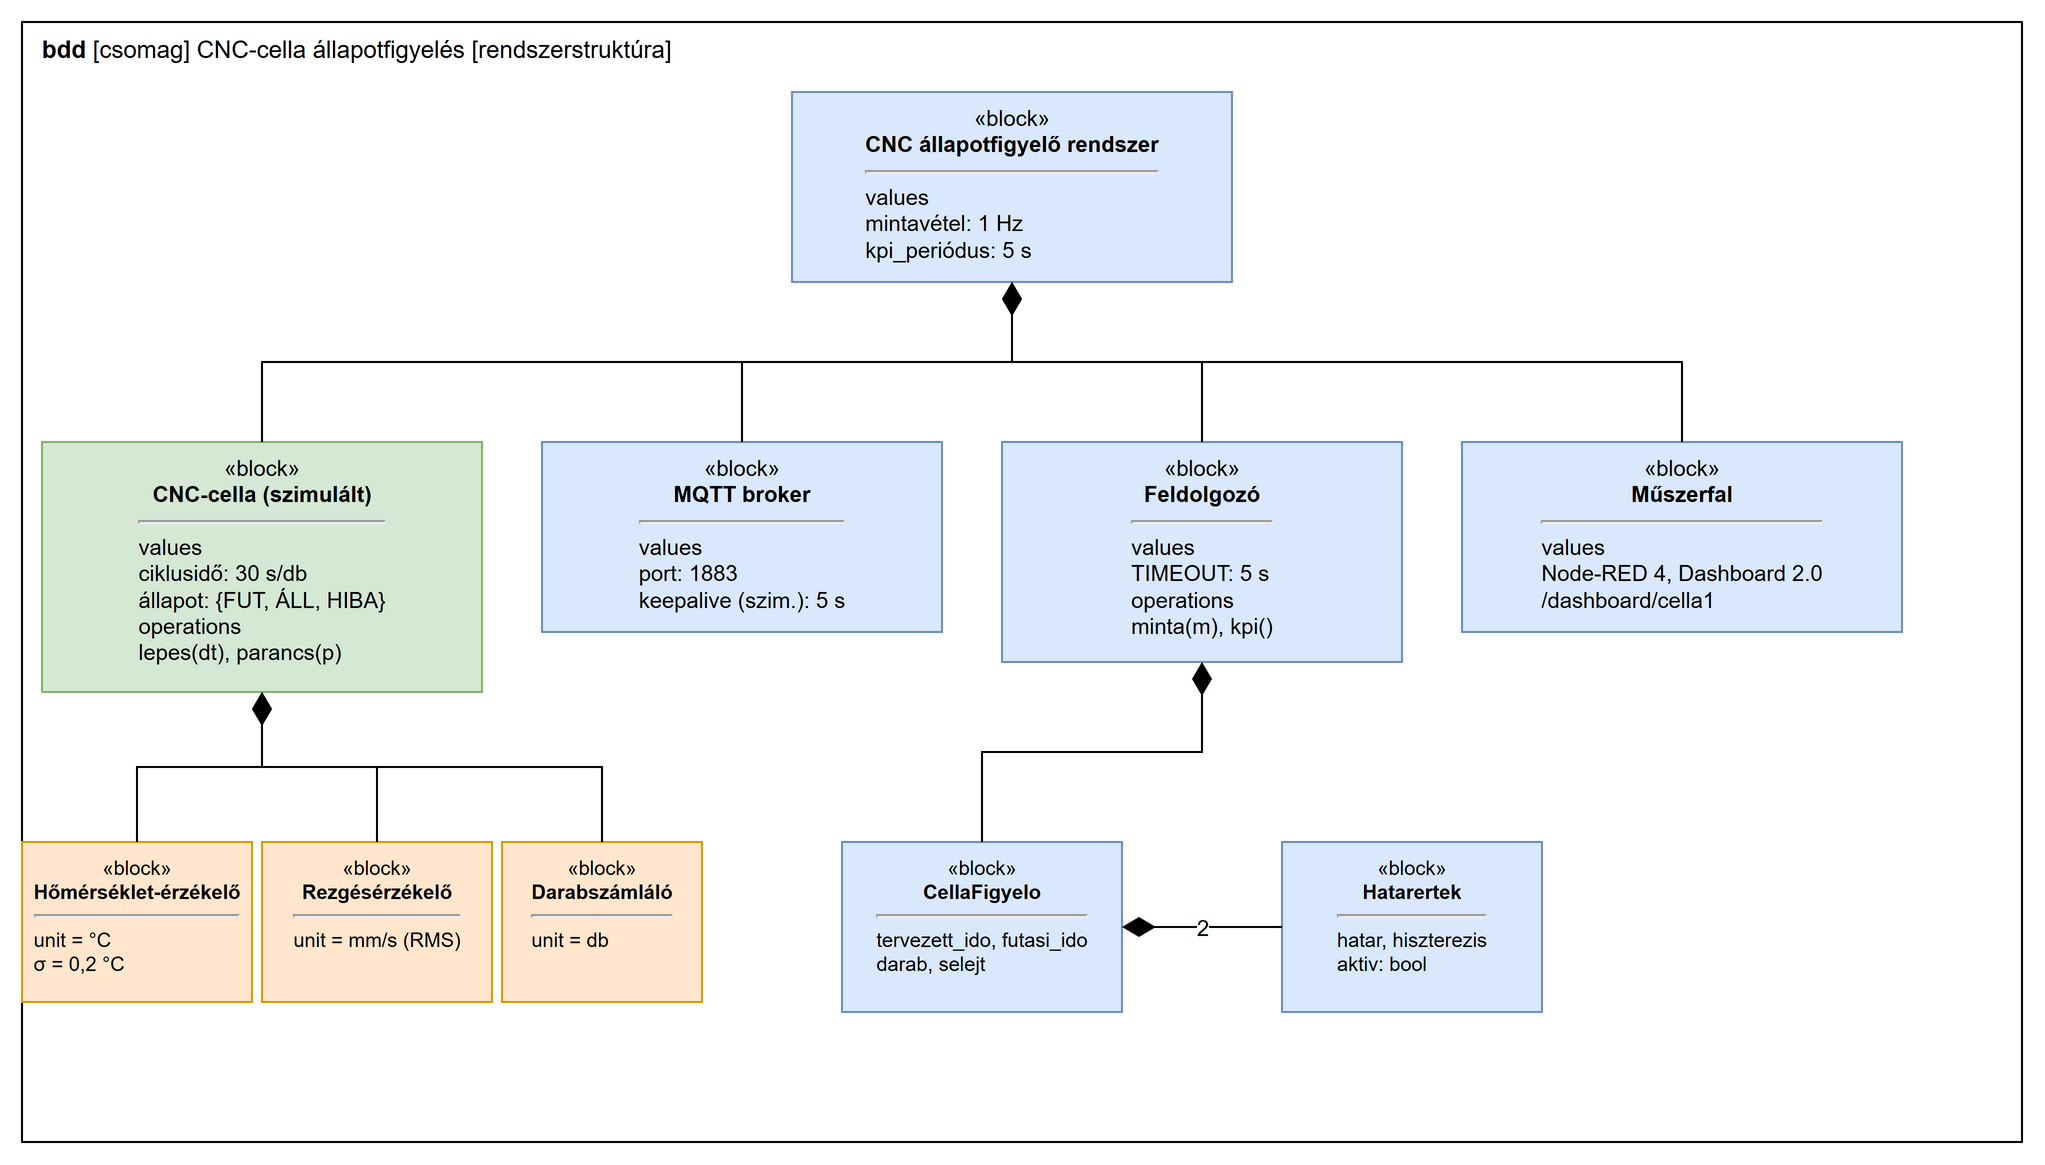 bdd [csomag] CNC-cella állapotfigyelés [rendszerstruktúra]
«block»
CNC állapotfigyelő rendszer
values
mintavétel: 1 Hz
kpi_periódus: 5 s
«block»
CNC-cella (szimulált)
values
ciklusidő: 30 s/db
állapot: {FUT, ÁLL, HIBA}
operations
lepes(dt), parancs(p)
«block»
MQTT broker
values
port: 1883
keepalive (szim.): 5 s
«block»
Feldolgozó
values
TIMEOUT: 5 s
operations
minta(m), kpi()
«block»
Műszerfal
values
Node-RED 4, Dashboard 2.0
/dashboard/cella1
«block»
Hőmérséklet-érzékelő
unit = °C
σ = 0,2 °C
«block»
Rezgésérzékelő
unit = mm/s (RMS)
«block»
Darabszámláló
unit = db
«block»
CellaFigyelo
tervezett_ido, futasi_ido
darab, selejt
2
«block»
Hatarertek
hatar, hiszterezis
aktiv: bool